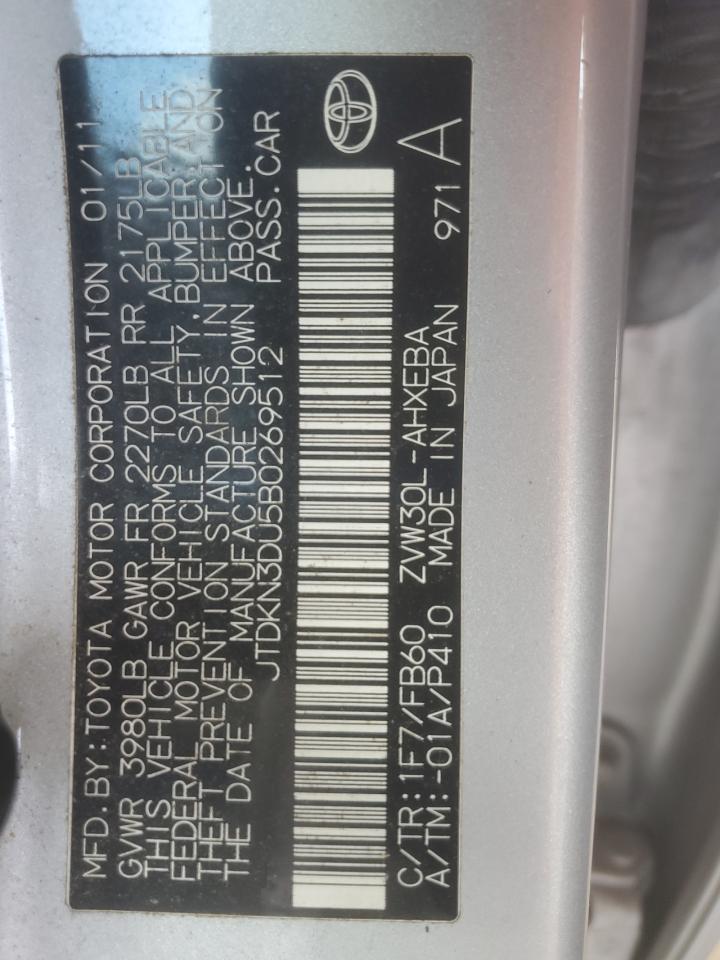 MFD.BY:TOYOTA MOTOR CORPORATION 01/11
GVWR 3980LB GAWR FR 2270LB RR 2175LB
THIS VEHICLE CONFORMS TO ALL APPLICABLE
FEDERAL MOTOR VEHICLE SAFETY,BUMPER,AND
THEFT PREVENTION STANDARDS IN EFFECT ON
THE DATE OF MANUFACTURE SHOWN ABOVE.
JTDKN3DU5B0269512 PASS.CAR
C/TR:1F7/FB60 ZVW30L-AHXEBA
A/TM:-01A/P410 MADE IN JAPAN 971 A